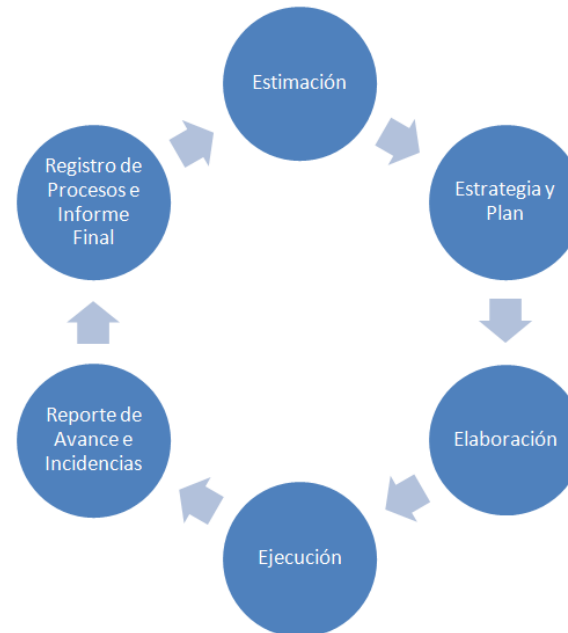 Estimación
Estrategia y
Plan
Elaboración
Ejecución
Reporte de
Avance e
Incidencias
Registro de
Procesos e
Informe
Final